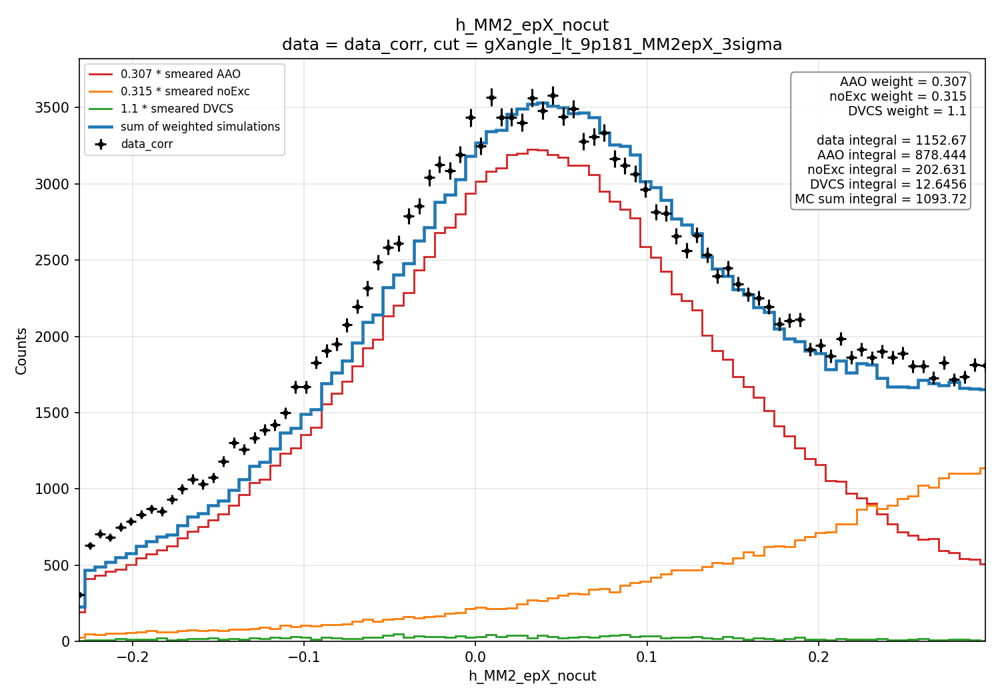 h_MM2_epX_nocut
data = data_corr, cut = gXangle_lt_9p181_MM2epX_3sigma
0.307 * smeared AAO
0.315 * smeared noExc
1.1 * smeared DVCS
sum of weighted simulations
data_corr
AAO weight = 0.307
noExc weight = 0.315
DVCS weight = 1.1
data integral = 1152.67
AAO integral = 878.444
noExc integral = 202.631
DVCS integral = 12.6456
MC sum integral = 1093.72
Counts
3500
3000
2500
2000
1500
1000
500
0
−0.2
−0.1
0.0
0.1
0.2
h_MM2_epX_nocut